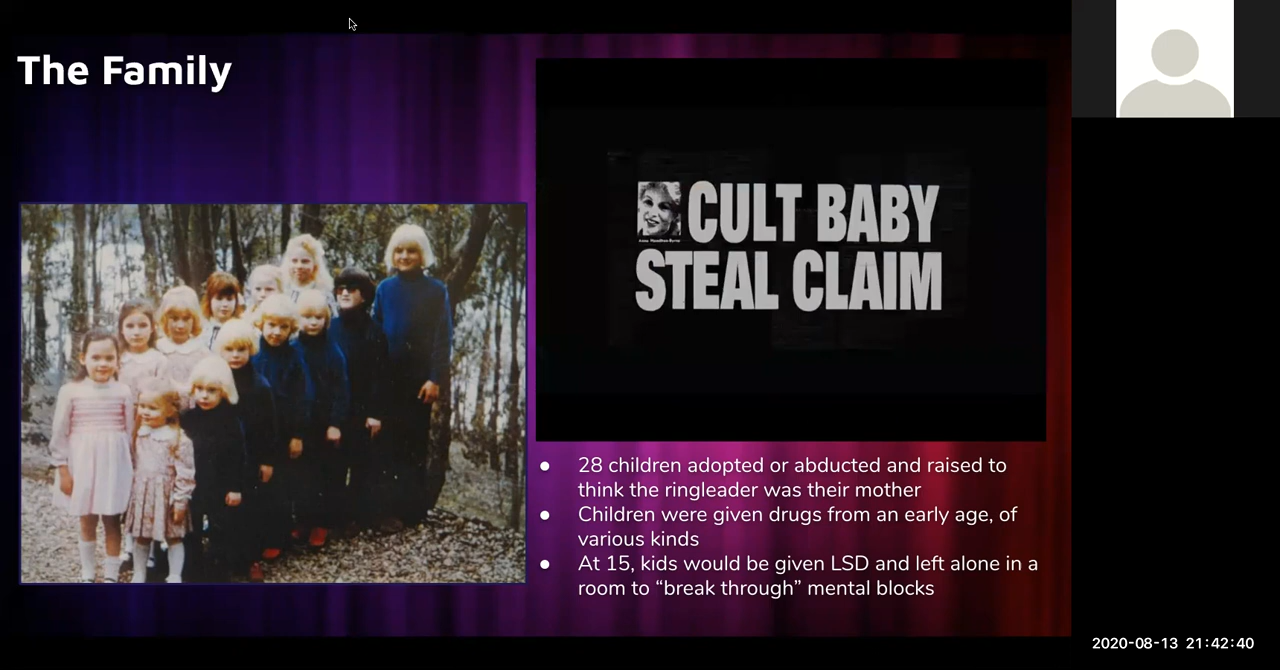 The Family
CULT BABY
STEAL CLAIM
● 28 children adopted or abducted and raised to
think the ringleader was their mother
● Children were given drugs from an early age, of
various kinds
● At 15, kids would be given LSD and left alone in a
room to “break through” mental blocks
2020-08-13 21:42:40